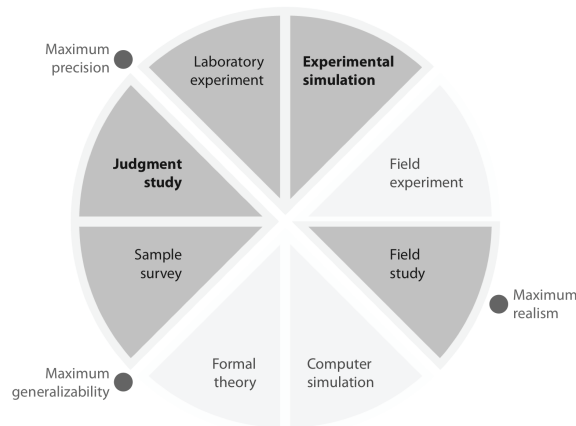 Maximum
precision
Laboratory
experiment
Experimental
simulation
Judgment
study
Field
experiment
Sample
survey
Field
study
Maximum
realism
Maximum
generalizability
Formal
theory
Computer
simulation